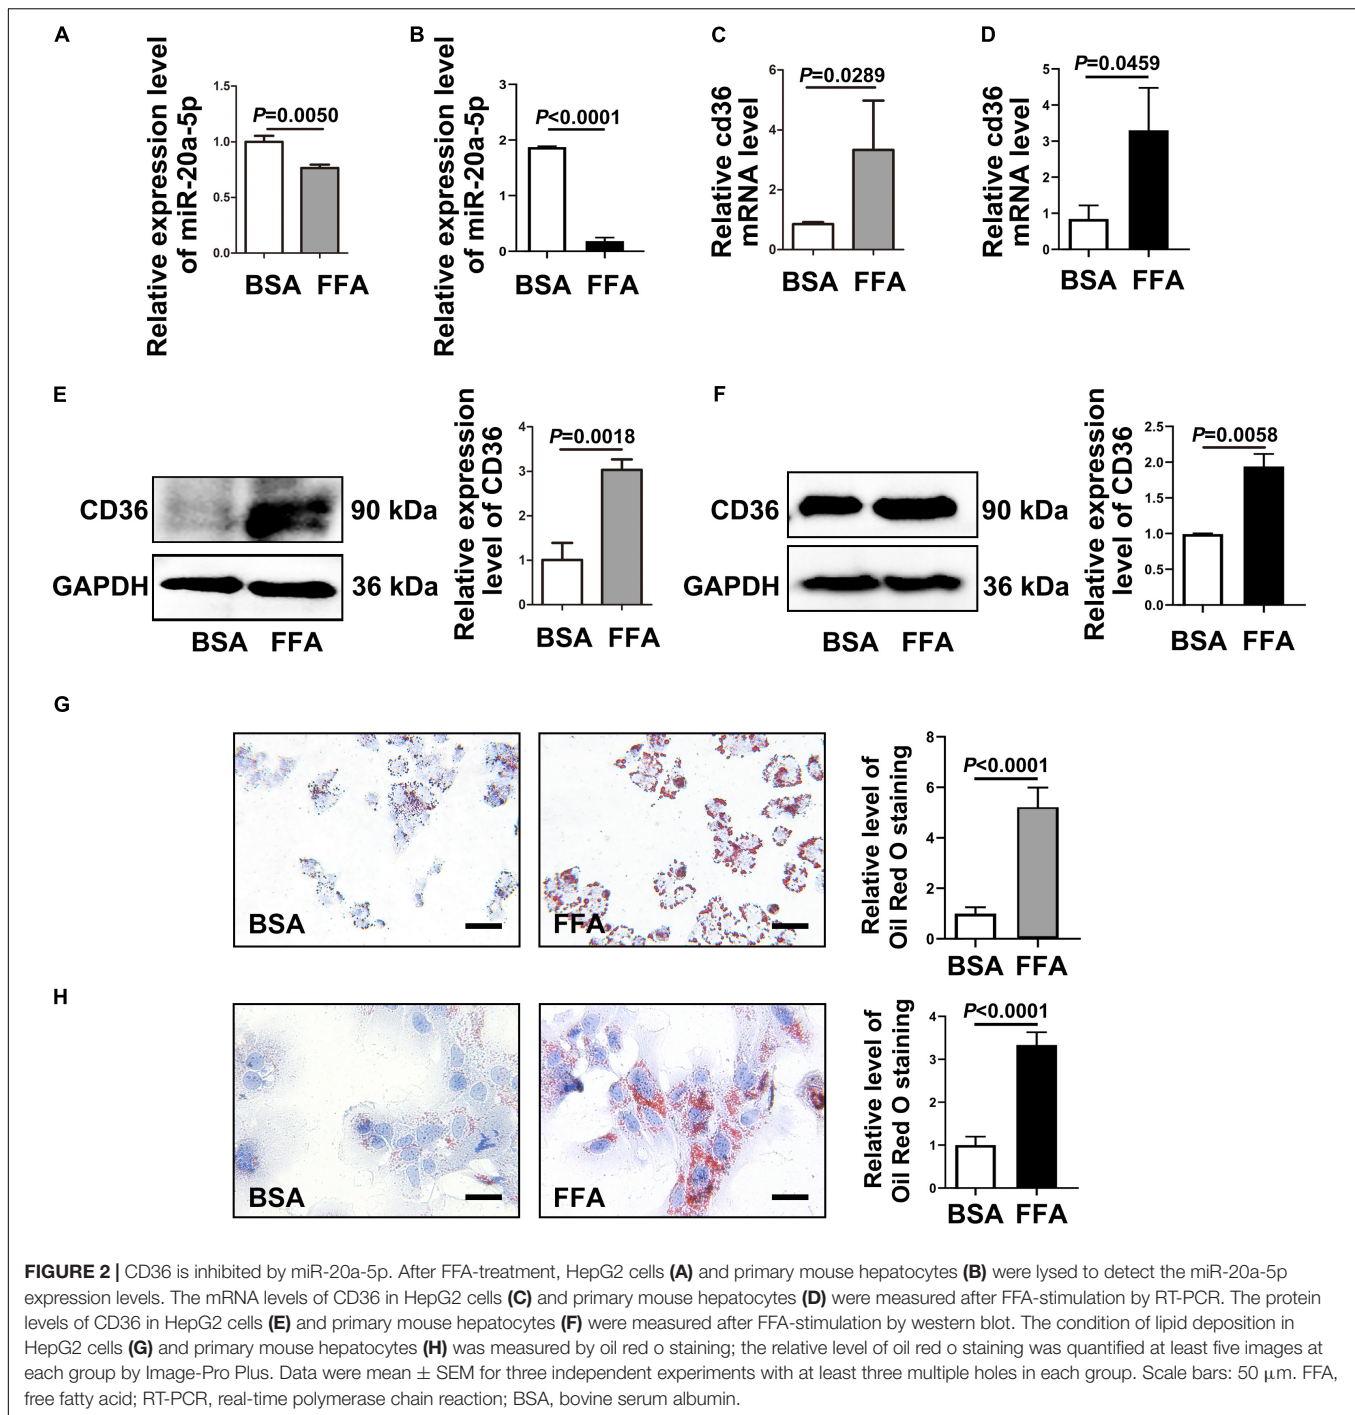 A
Relative expression level
of miR-20a-5p
1.5
1.0
0.5
0.0
P=0.0050
BSA FFA
B
Relative expression level
of miR-20a-5p
3
2
1
0
P<0.0001
BSA FFA
C
Relative cd36
mRNA level
6
4
2
0
P=0.0289
BSA FFA
D
Relative cd36
mRNA level
5
4
3
2
1
0
P=0.0459
BSA FFA
E
CD36
90 kDa
GAPDH
36 kDa
BSA FFA
Relative expression
level of CD36
4
3
2
1
0
P=0.0018
BSA FFA
F
CD36
90 kDa
GAPDH
36 kDa
BSA FFA
Relative expression
level of CD36
2.5
2.0
1.5
1.0
0.5
0.0
P=0.0058
BSA FFA
G
BSA
FFA
Relative level of
Oil Red O staining
8
6
4
2
0
P<0.0001
BSA FFA
H
BSA
FFA
Relative level of
Oil Red O staining
4
3
2
1
0
P<0.0001
BSA FFA
FIGURE 2 | CD36 is inhibited by miR-20a-5p. After FFA-treatment, HepG2 cells (A) and primary mouse hepatocytes (B) were lysed to detect the miR-20a-5p
expression levels. The mRNA levels of CD36 in HepG2 cells (C) and primary mouse hepatocytes (D) were measured after FFA-stimulation by RT-PCR. The protein
levels of CD36 in HepG2 cells (E) and primary mouse hepatocytes (F) were measured after FFA-stimulation by western blot. The condition of lipid deposition in
HepG2 cells (G) and primary mouse hepatocytes (H) was measured by oil red o staining; the relative level of oil red o staining was quantified at least five images at
each group by Image-Pro Plus. Data were mean ± SEM for three independent experiments with at least three multiple holes in each group. Scale bars: 50 μm. FFA,
free fatty acid; RT-PCR, real-time polymerase chain reaction; BSA, bovine serum albumin.